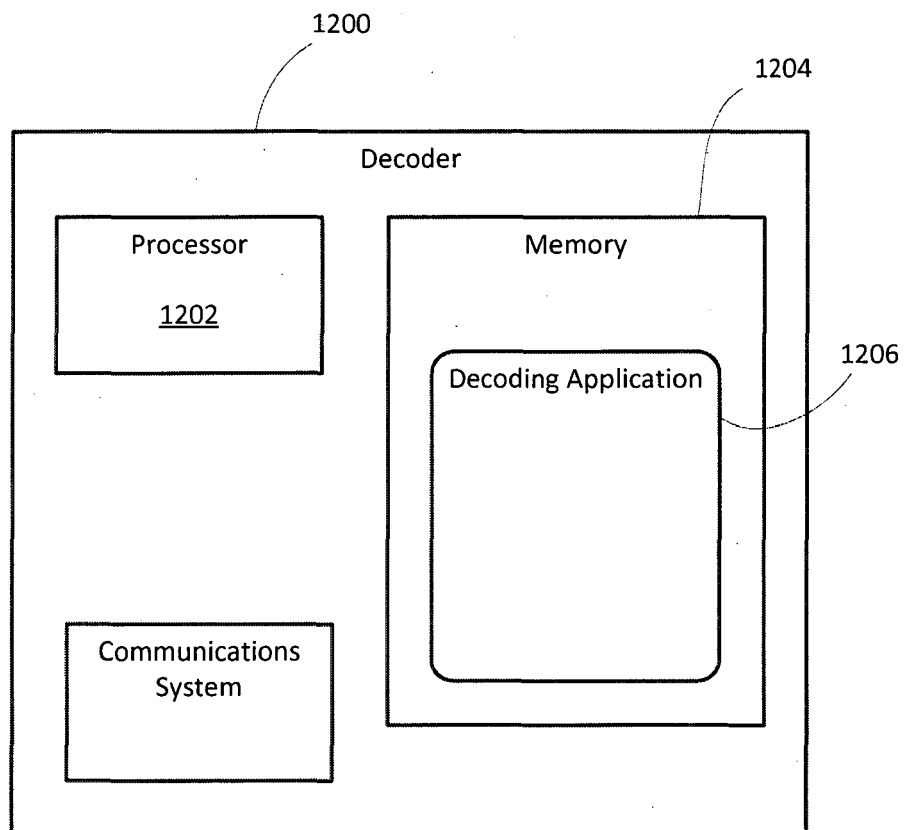 1200
1204
Decoder
Processor
1202
Memory
1206
Decoding Application
Communications
System